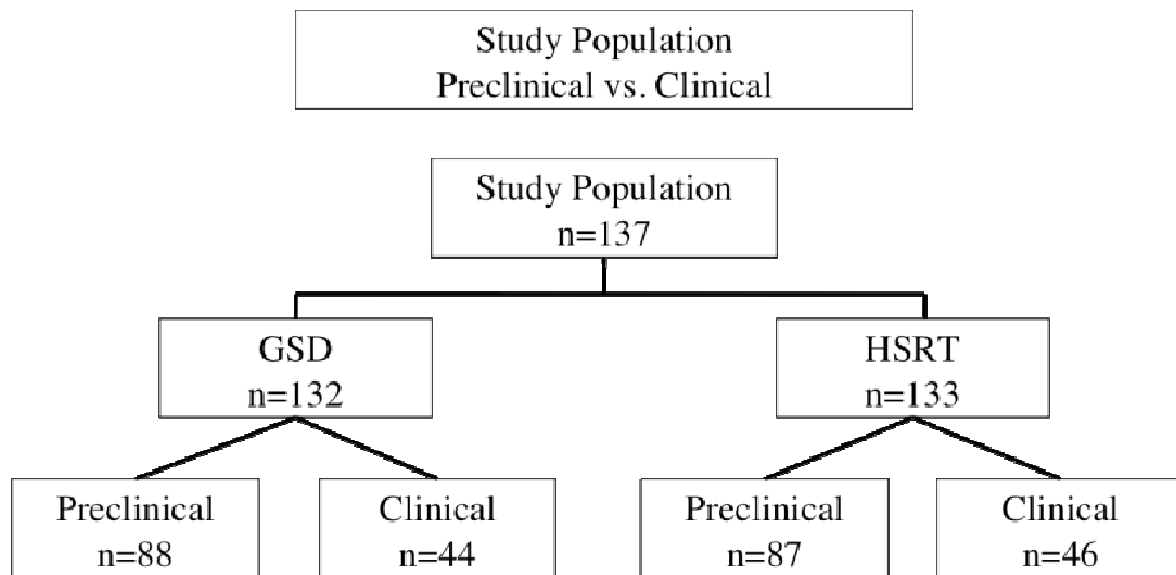 Study Population
Preclinical vs. Clinical
Study Population
n=137
GSD
n=132
HSRT
n=133
Preclinical
n=88
Clinical
n=44
Preclinical
n=87
Clinical
n=46